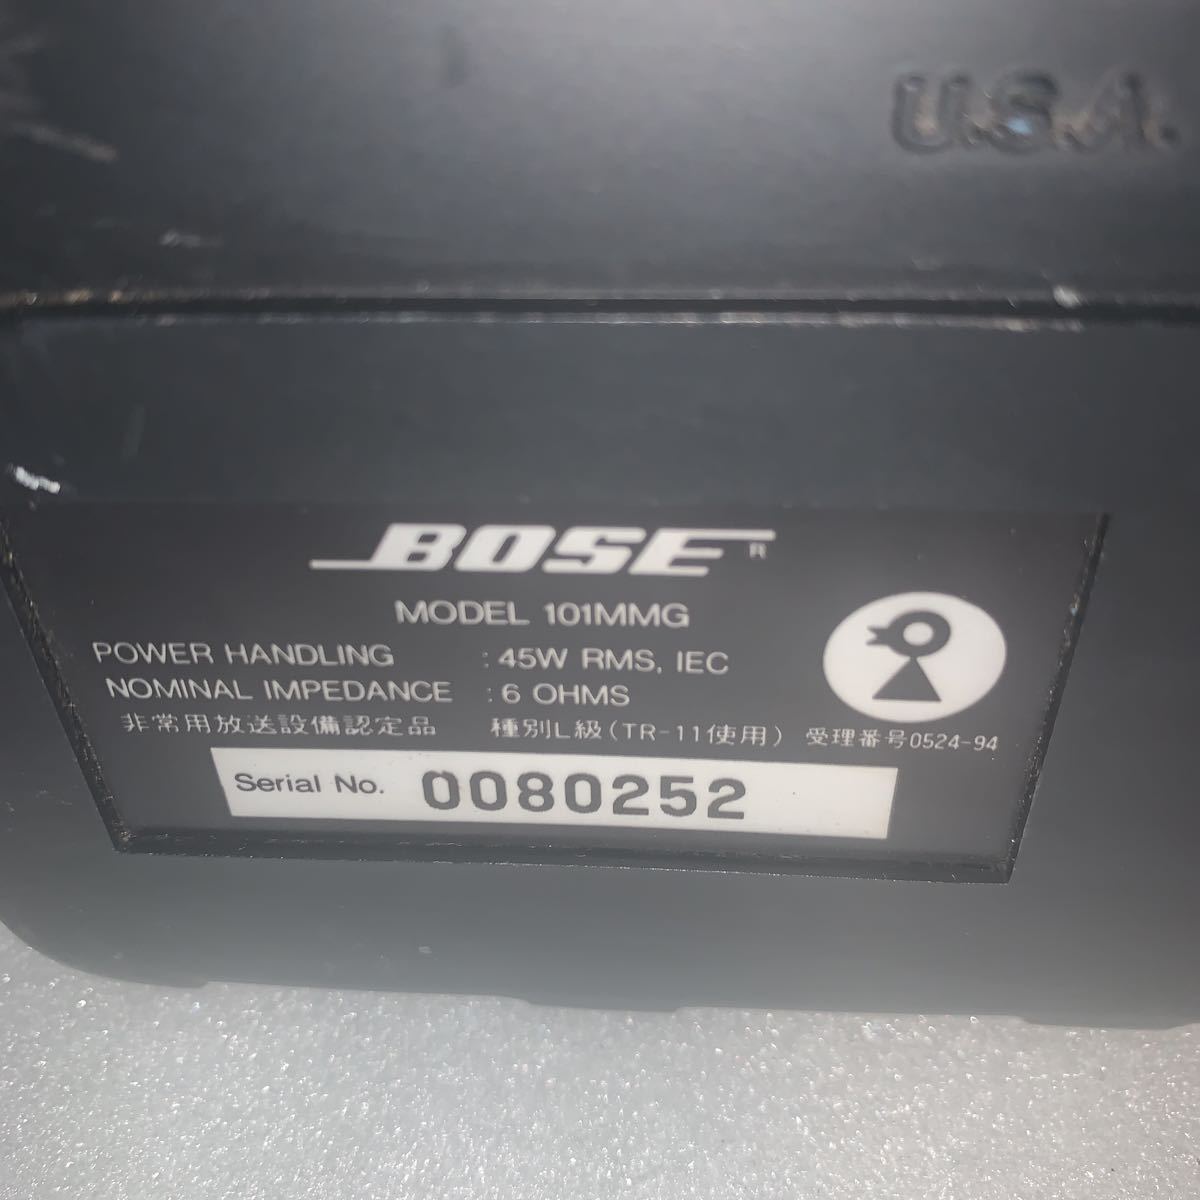 U.S.A.
BOSE®
MODEL 101MMG
POWER HANDLING : 45W RMS, IEC
NOMINAL IMPEDANCE : 6 OHMS
非常用放送設備認定品 種別L級(TR-11使用) 受理番号0524-94
Serial No. 0080252